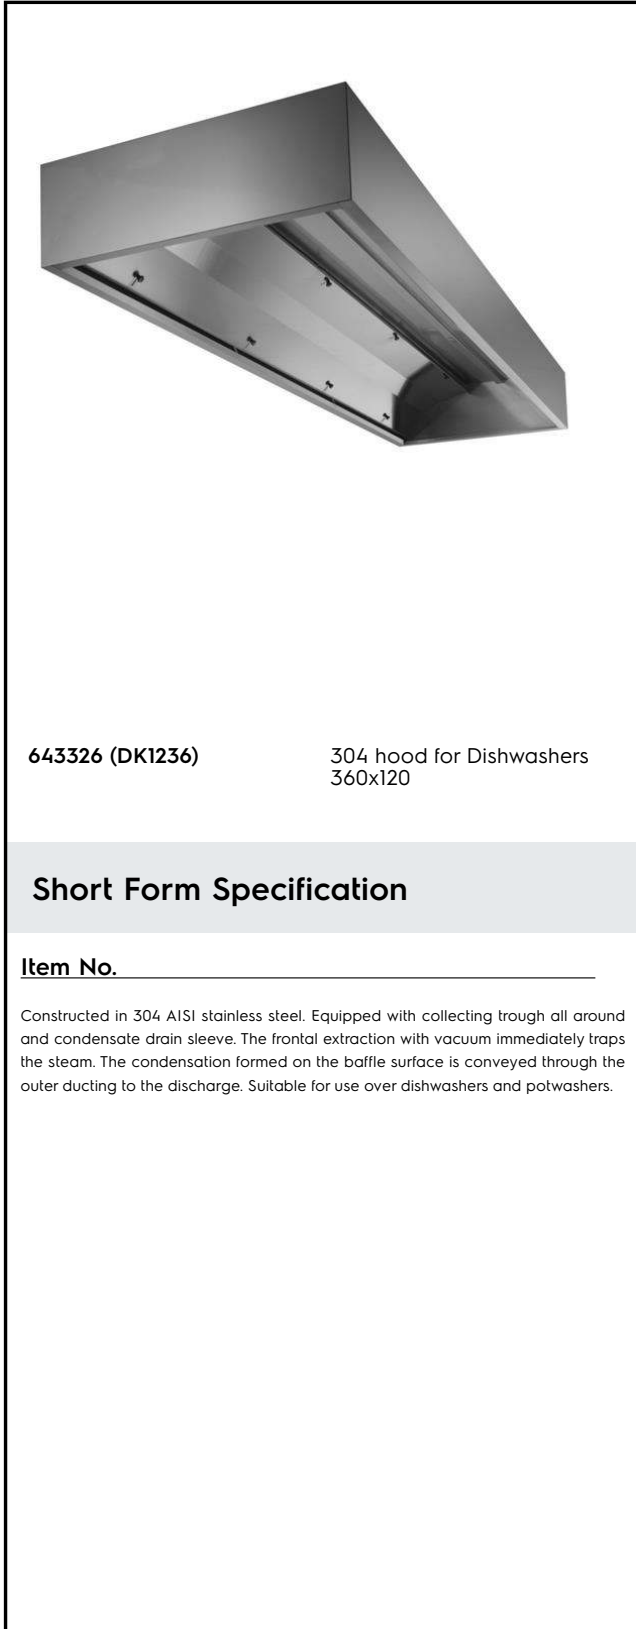 643326 (DK1236)
304 hood for Dishwashers
360x120
Short Form Specification
Item No.
Constructed in 304 AISI stainless steel. Equipped with collecting trough all around
and condensate drain sleeve. The frontal extraction with vacuum immediately traps
the steam. The condensation formed on the baffle surface is conveyed through the
outer ducting to the discharge. Suitable for use over dishwashers and potwashers.